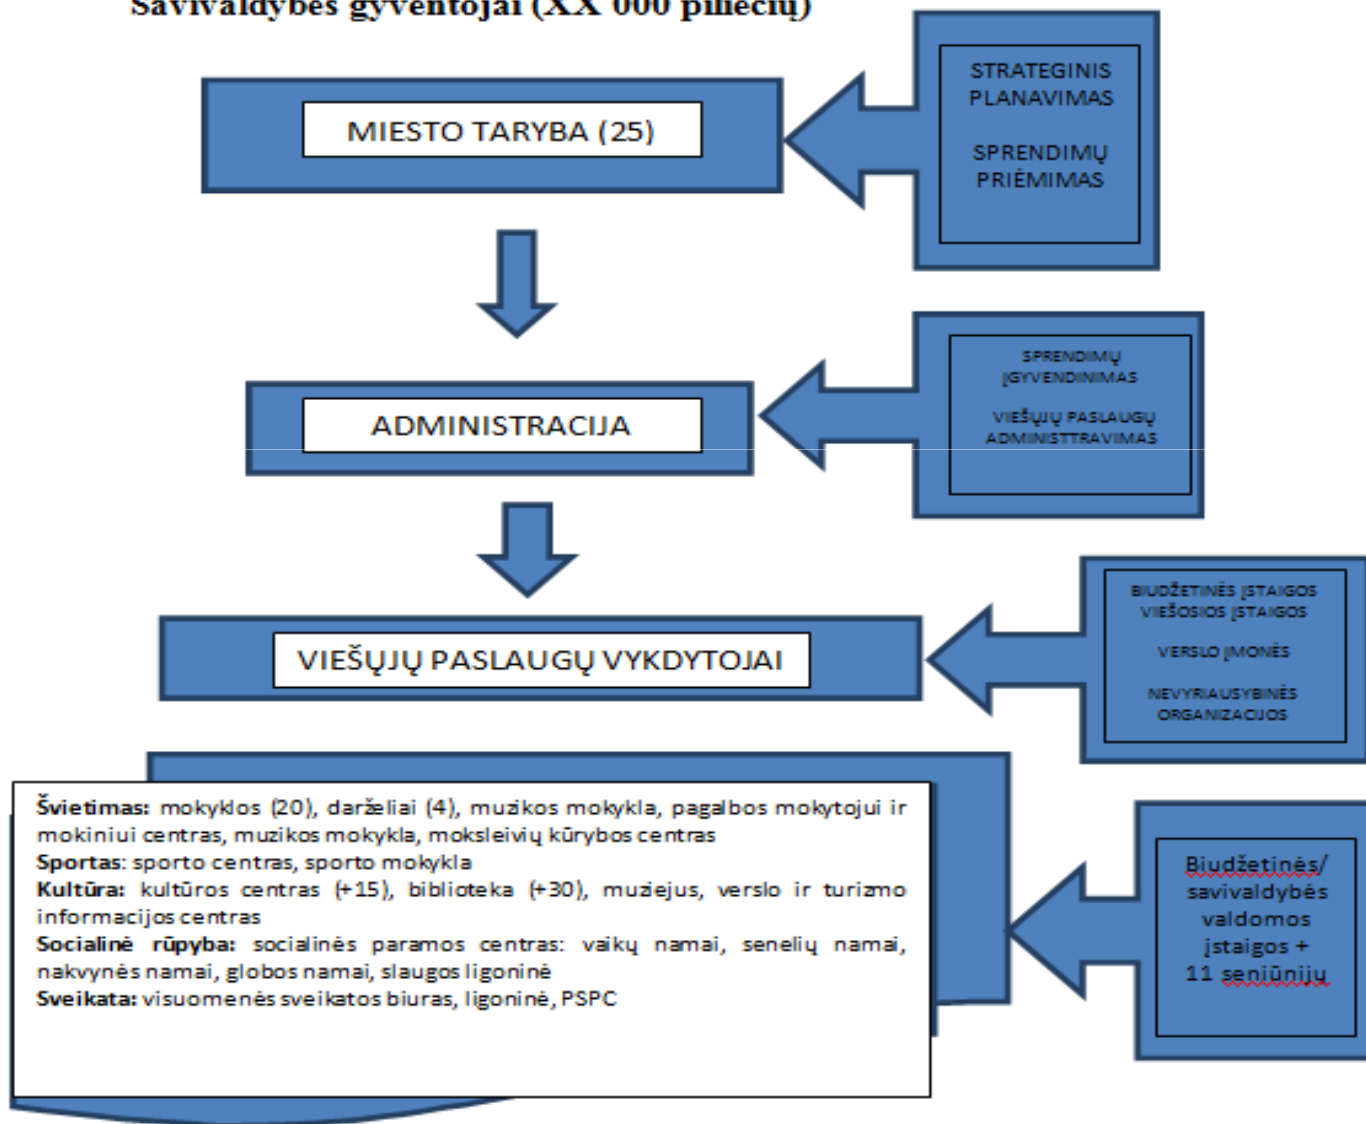 Savivaldybės gyventojai (XX 000 piliečių)
STRATEGINIS
PLANAVIMAS
SPRENDIMŲ
PRIĖMIMAS
MIESTO TARYBA (25)
SPRENDIMŲ
ĮGYVENDINIMAS
VIEŠŲJŲ PASLAUGŲ
ADMINISTTRAVIMAS
ADMINISTRACIJA
BIUDŽETINĖS ĮSTAIGOS
VIEŠOSIOS ĮSTAIGOS
VERSLO ĮMONĖS
NEVYRIAUSYBINĖS
ORGANIZACIJOS
VIEŠŲJŲ PASLAUGŲ VYKDYTOJAI
Švietimas: mokyklos (20), darželiai (4), muzikos mokykla, pagalbos mokytojui ir
mokiniui centras, muzikos mokykla, moksleivių kūrybos centras
Sportas: sporto centras, sporto mokykla
Kultūra: kultūros centras (+15), biblioteka (+30), muziejus, verslo ir turizmo
informacijos centras
Socialinė rūpyba: socialinės paramos centras: vaikų namai, senelių namai,
nakvynės namai, globos namai, slaugos ligoninė
Sveikata: visuomenės sveikatos biuras, ligoninė, PSPC
Biudžetinės/
savivaldybės
valdomos
įstaigos +
11 seniūnijų